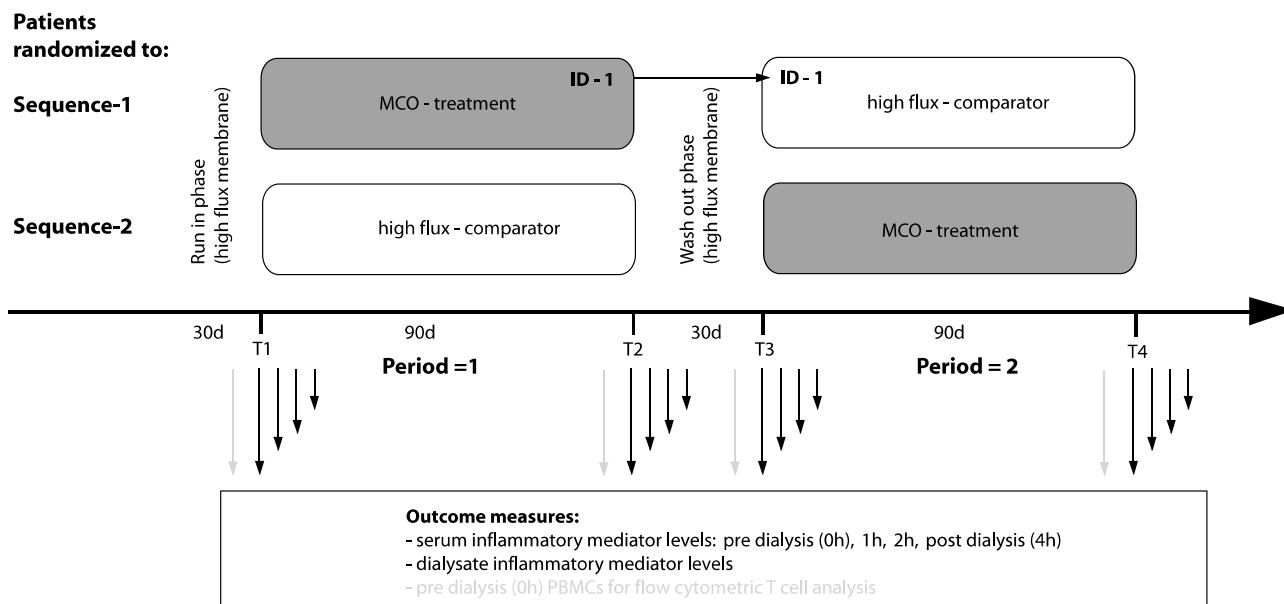 Patients
randomized to:
Sequence-1
ID - 1
MCO - treatment
ID - 1
high flux - comparator
Run in phase
(high flux membrane)
Wash out phase
(high flux membrane)
Sequence-2
high flux - comparator
MCO - treatment
30d
90d
30d
90d
T1
T2
T3
T4
Period =1
Period = 2
Outcome measures:
- serum inflammatory mediator levels: pre dialysis (0h), 1h, 2h, post dialysis (4h)
- dialysate inflammatory mediator levels
- pre dialysis (0h) PBMCs for flow cytometric T cell analysis